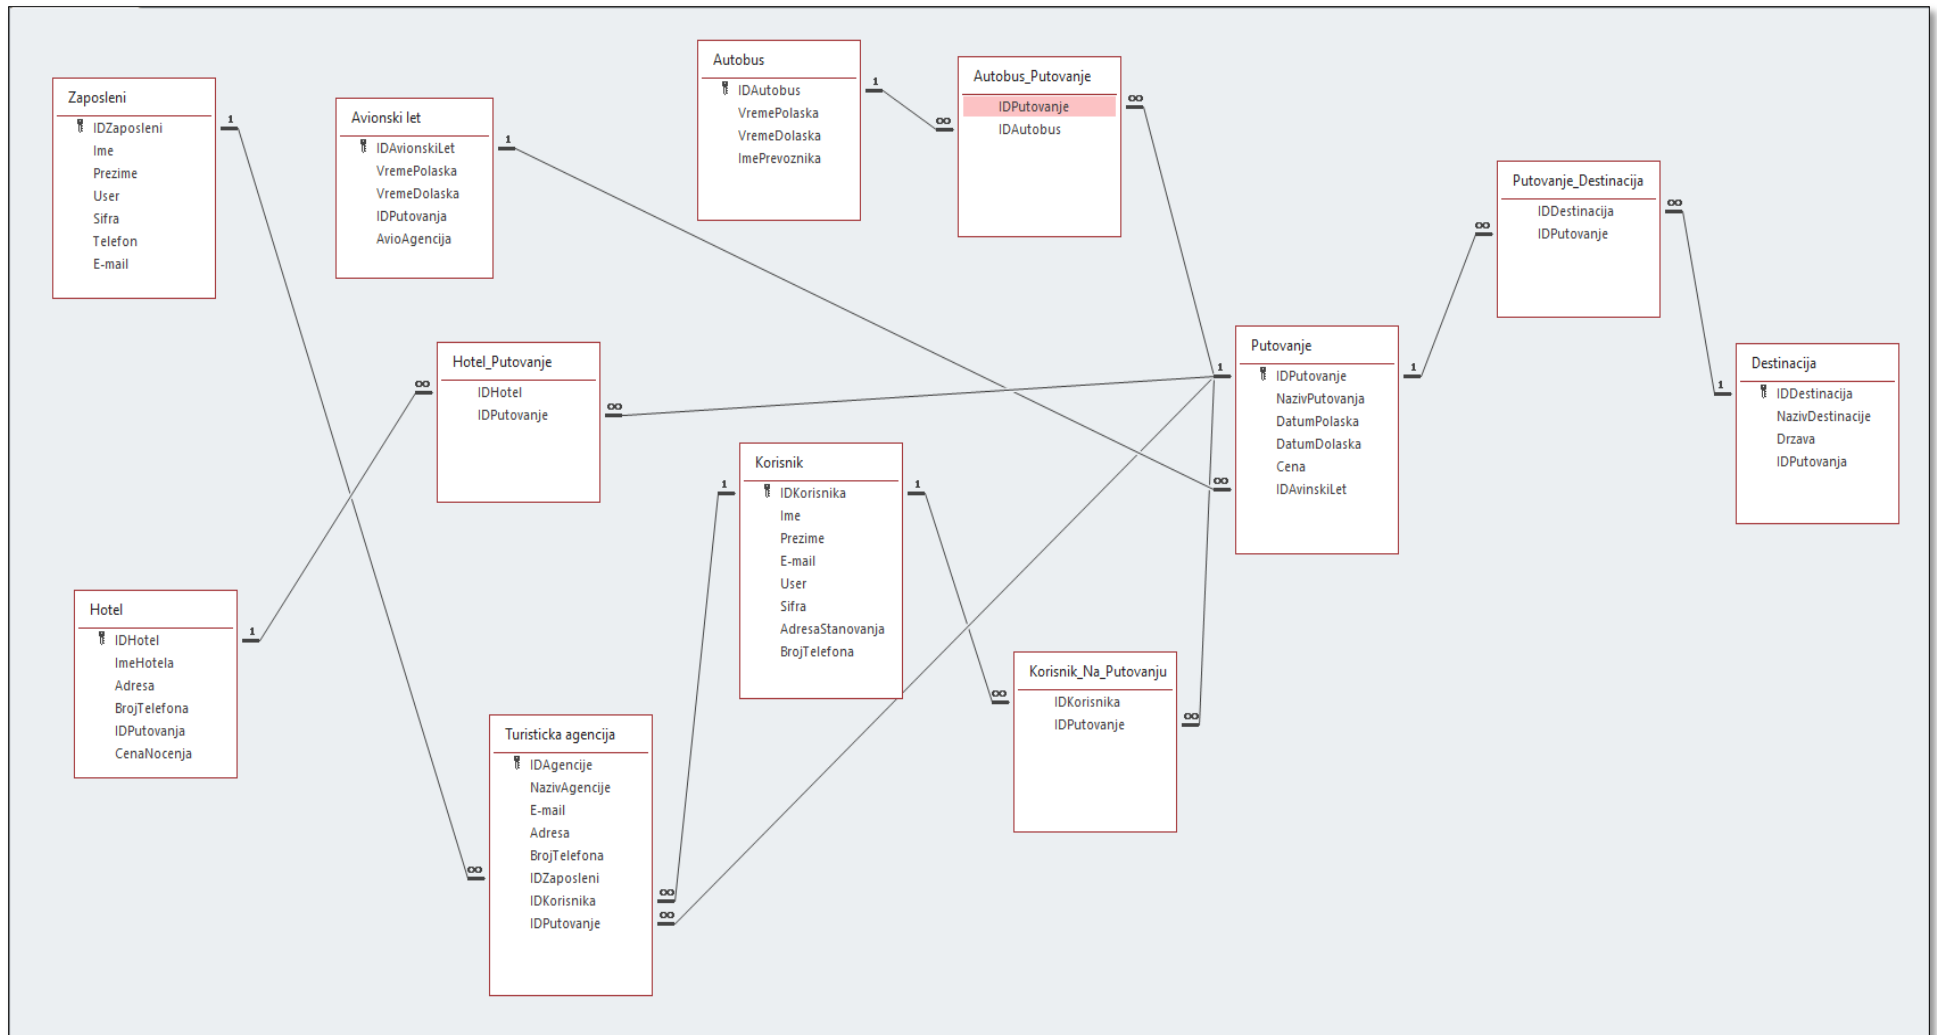 Zaposleni
IDZaposleni
Ime
Prezime
User
Sifra
Telefon
E-mail
1
Avionski let
IDAvionskiLet
VremePolaska
VremeDolaska
IDPutovanja
AvioAgencija
1
Autobus
IDAutobus
VremePolaska
VremeDolaska
ImePrevoznika
1
∞
Autobus_Putovanje
IDPutovanje
IDAutobus
∞
Putovanje_Destinacija
IDDestinacija
IDPutovanje
∞
∞
Hotel_Putovanje
IDHotel
IDPutovanje
∞
∞
Putovanje
IDPutovanje
NazivPutovanja
DatumPolaska
DatumDolaska
Cena
IDAvinskiLet
1
1
∞
Destinacija
IDDestinacija
NazivDestinacije
Drzava
IDPutovanja
1
Korisnik
IDKorisnika
Ime
Prezime
E-mail
User
Sifra
AdresaStanovanja
BrojTelefona
1
1
Hotel
IDHotel
ImeHotela
Adresa
BrojTelefona
IDPutovanja
CenaNocenja
1
Korisnik_Na_Putovanju
IDKorisnika
IDPutovanje
∞
∞
Turisticka agencija
IDAgencije
NazivAgencije
E-mail
Adresa
BrojTelefona
IDZaposleni
IDKorisnika
IDPutovanje
∞
∞
∞